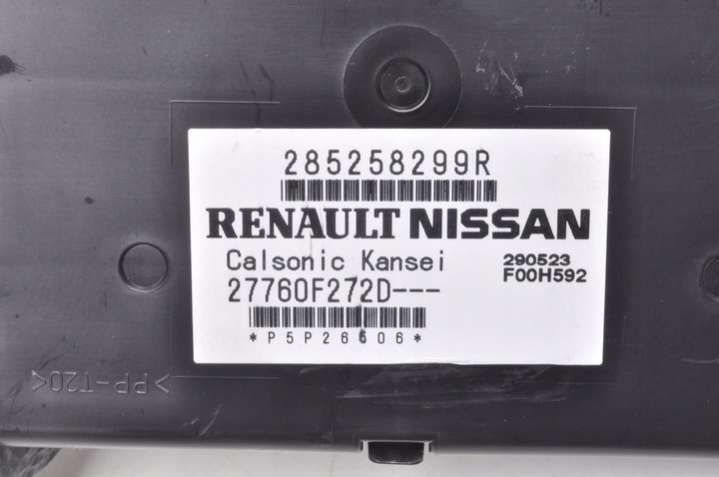 285258299R
RENAULT NISSAN
Calsonic Kansei
290523
27760F272D---
F00H592
*P5P26606*
>PP-T20<